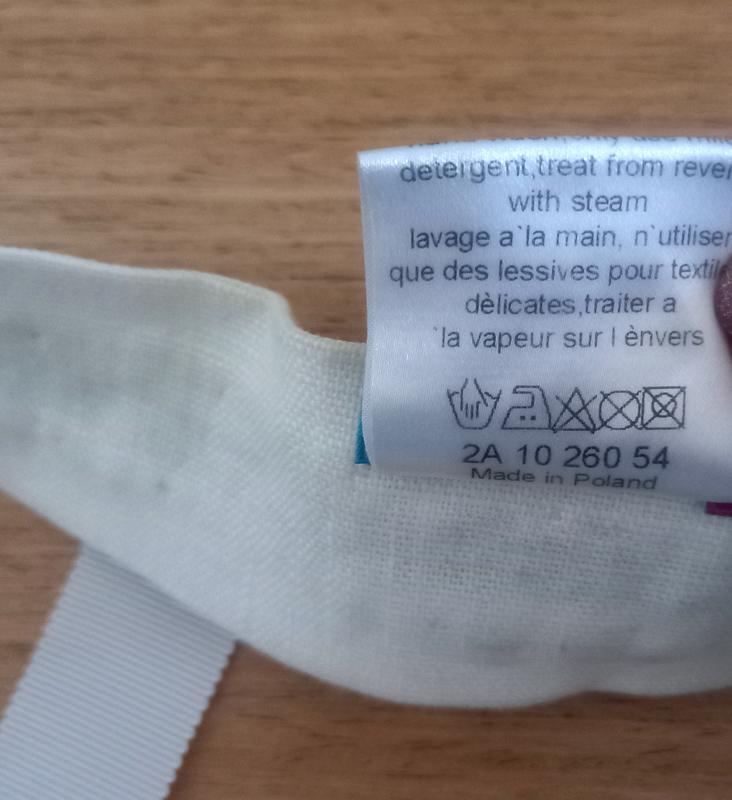 detergent,treat from rever
with steam
lavage a`la main, n`utiliser
que des lessives pour textil
dèlicates,traiter a
`la vapeur sur l ènvers
2A 10 260 54
Made in Poland